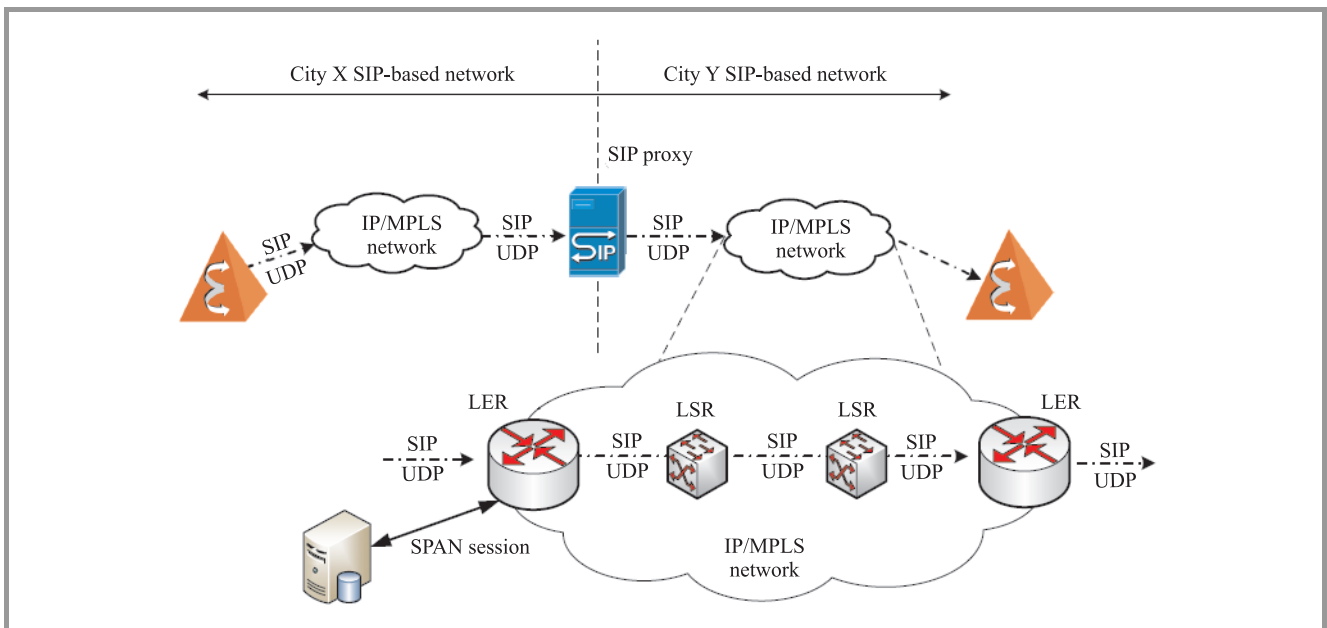 City X SIP-based network
City Y SIP-based network
SIP proxy
SIP
UDP
IP/MPLS
network
SIP
UDP
SIP
SIP
UDP
IP/MPLS
network
LER
LSR
LSR
LER
SIP
UDP
SIP
UDP
SIP
UDP
SIP
UDP
SIP
UDP
SPAN session
IP/MPLS
network